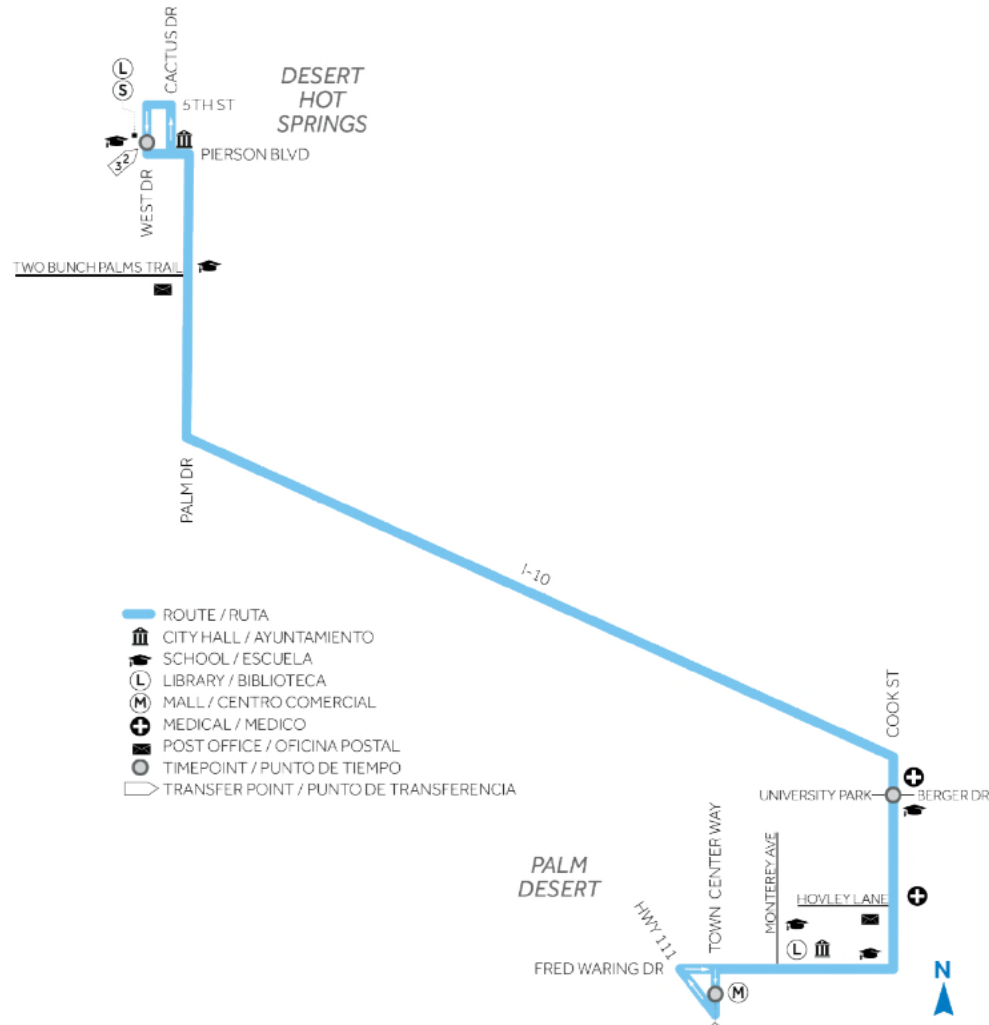 CACTUS DR
L
S
DESERT
HOT
SPRINGS
5TH ST
PIERSON BLVD
32
WEST DR
TWO BUNCH PALMS TRAIL
PALM DR
I-10
ROUTE / RUTA
CITY HALL / AYUNTAMIENTO
SCHOOL / ESCUELA
L LIBRARY / BIBLIOTECA
M MALL / CENTRO COMERCIAL
MEDICAL / MEDICO
POST OFFICE / OFICINA POSTAL
TIMEPOINT / PUNTO DE TIEMPO
TRANSFER POINT / PUNTO DE TRANSFERENCIA
COOK ST
UNIVERSITY PARK
BERGER DR
TOWN CENTER WAY
MONTEREY AVE
PALM
DESERT
HOVLEY LANE
HWY 111
L
FRED WARING DR
M
N